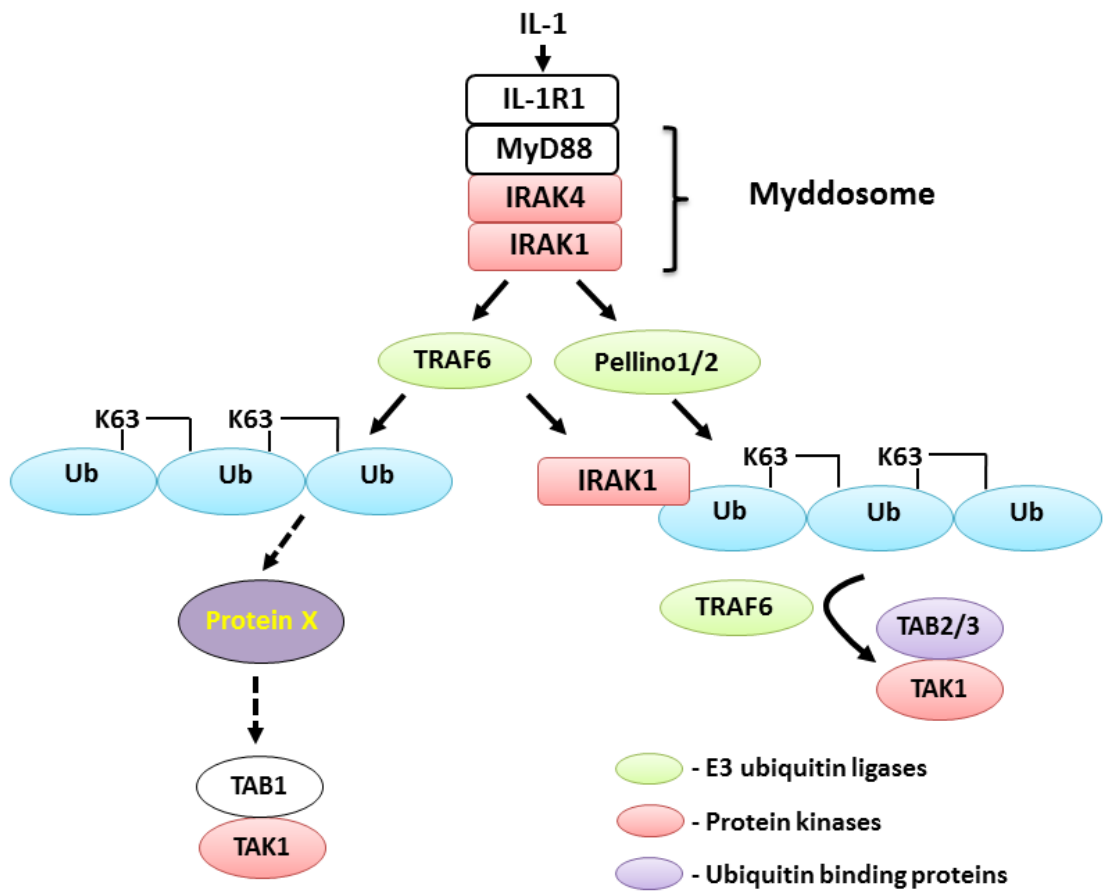 IL-1
IL-1R1
MyD88
IRAK4
IRAK1
Myddosome
TRAF6
Pellino1/2
K63
K63
Ub
Ub
Ub
IRAK1
K63
K63
Ub
Ub
Ub
Protein X
TRAF6
TAB2/3
TAK1
TAB1
TAK1
- E3 ubiquitin ligases
- Protein kinases
- Ubiquitin binding proteins